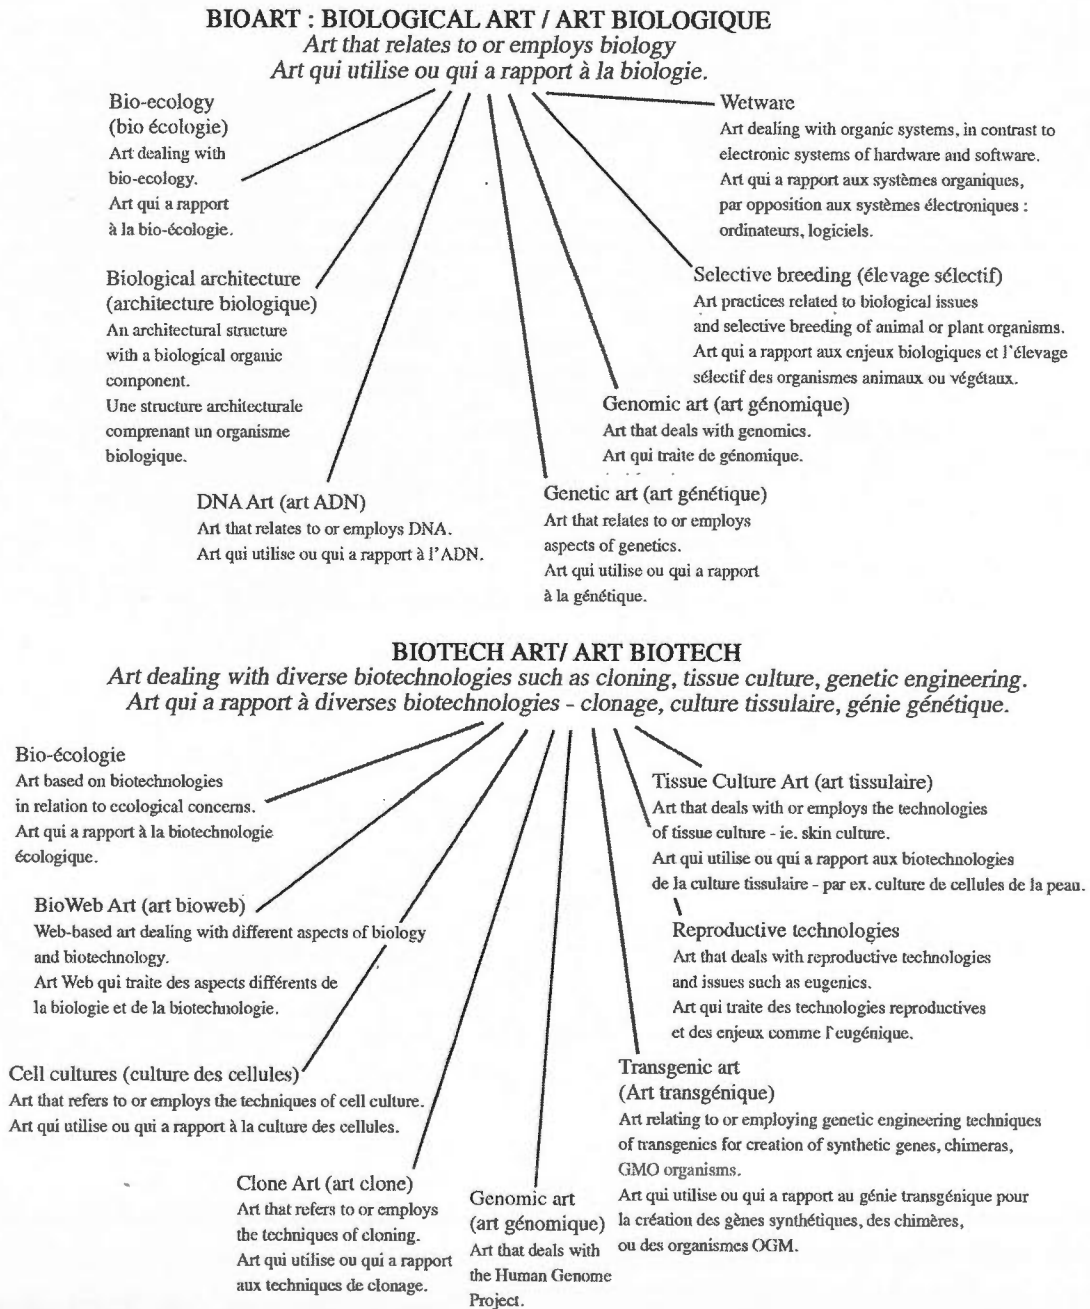 BIOART : BIOLOGICAL ART / ART BIOLOGIQUE
Art that relates to or employs biology
Art qui utilise ou qui a rapport à la biologie.
Bio-ecology
(bio écologie)
Art dealing with
bio-ecology.
Art qui a rapport
à la bio-écologie.
Wetware
Art dealing with organic systems, in contrast to
electronic systems of hardware and software.
Art qui a rapport aux systèmes organiques,
par opposition aux systèmes électroniques :
ordinateurs, logiciels.
Biological architecture
(architecture biologique)
An architectural structure
with a biological organic
component.
Une structure architecturale
comprenant un organisme
biologique.
Selective breeding (élevage sélectif)
Art practices related to biological issues
and selective breeding of animal or plant organisms.
Art qui a rapport aux enjeux biologiques et l'élevage
sélectif des organismes animaux ou végétaux.
Genomic art (art génomique)
Art that deals with genomics.
Art qui traite de génomique.
DNA Art (art ADN)
Art that relates to or employs DNA.
Art qui utilise ou qui a rapport à l'ADN.
Genetic art (art génétique)
Art that relates to or employs
aspects of genetics.
Art qui utilise ou qui a rapport
à la génétique.
BIOTECH ART/ ART BIOTECH
Art dealing with diverse biotechnologies such as cloning, tissue culture, genetic engineering.
Art qui a rapport à diverses biotechnologies - clonage, culture tissulaire, génie génétique.
Bio-écologie
Art based on biotechnologies
in relation to ecological concerns.
Art qui a rapport à la biotechnologie
écologique.
Tissue Culture Art (art tissulaire)
Art that deals with or employs the technologies
of tissue culture - ie. skin culture.
Art qui utilise ou qui a rapport aux biotechnologies
de la culture tissulaire - par ex. culture de cellules de la peau.
BioWeb Art (art bioweb)
Web-based art dealing with different aspects of biology
and biotechnology.
Art Web qui traite des aspects différents de
la biologie et de la biotechnologie.
Reproductive technologies
Art that deals with reproductive technologies
and issues such as eugenics.
Art qui traite des technologies reproductives
et des enjeux comme l'eugénique.
Cell cultures (culture des cellules)
Art that refers to or employs the techniques of cell culture.
Art qui utilise ou qui a rapport à la culture des cellules.
Transgenic art
(Art transgénique)
Art relating to or employing genetic engineering techniques
of transgenics for creation of synthetic genes, chimeras,
GMO organisms.
Art qui utilise ou qui a rapport au génie transgénique pour
la création des gènes synthétiques, des chimères,
ou des organismes OGM.
Clone Art (art clone)
Art that refers to or employs
the techniques of cloning.
Art qui utilise ou qui a rapport
aux techniques de clonage.
Genomic art
(art génomique)
Art that deals with
the Human Genome
Project.